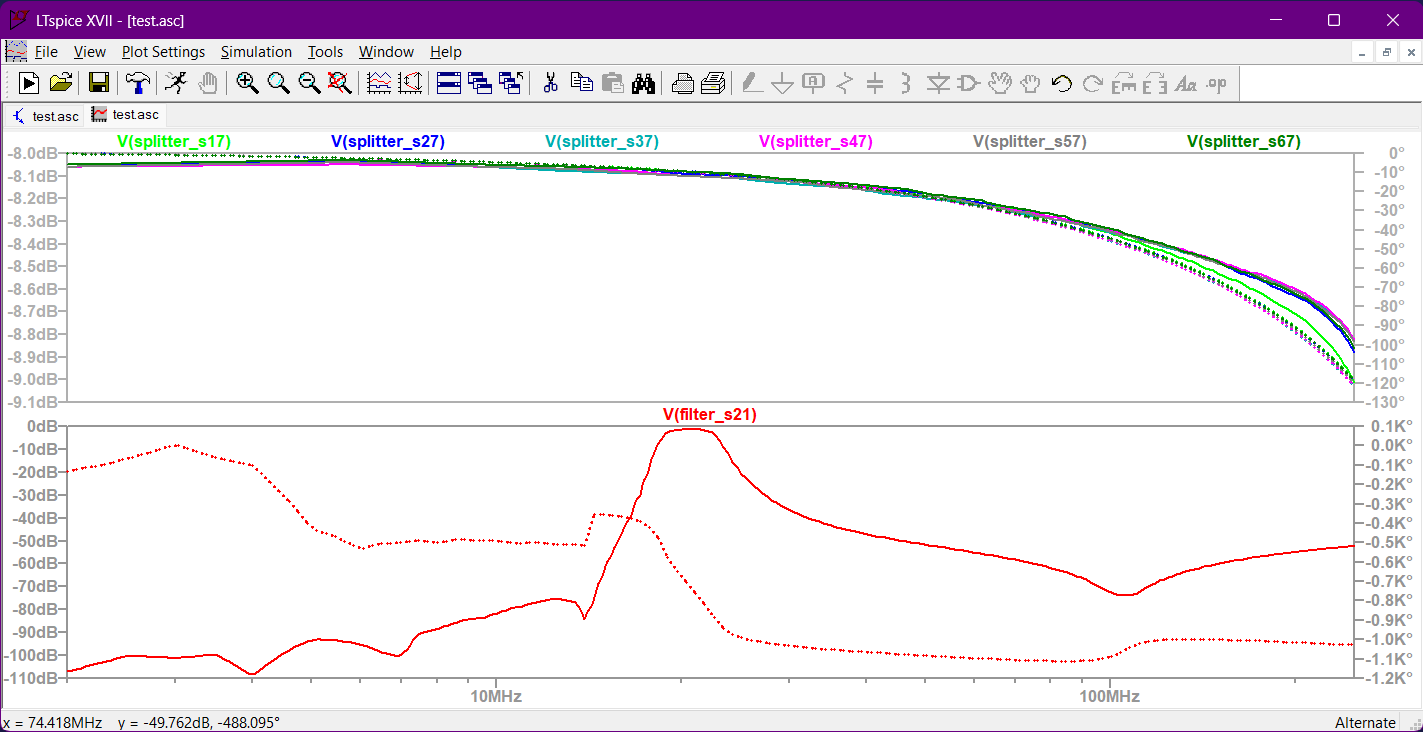 LTspice XVII - [test.asc]
File View Plot Settings Simulation Tools Window Help
Aa .op
test.asc test.asc
V(splitter_s17) V(splitter_s27) V(splitter_s37) V(splitter_s47) V(splitter_s57) V(splitter_s67)
-8.0dB 0°
-8.1dB -10°
-8.2dB -20°
-8.3dB -30°
-8.4dB -40°
-8.5dB -50°
-8.6dB -60°
-8.7dB -70°
-8.8dB -80°
-8.9dB -90°
-9.0dB -100°
-9.1dB -110°
-120°
-130°
V(filter_s21)
0dB 0.1K°
-10dB 0.0K°
-20dB -0.1K°
-30dB -0.2K°
-40dB -0.3K°
-50dB -0.4K°
-60dB -0.5K°
-70dB -0.6K°
-80dB -0.7K°
-90dB -0.8K°
-100dB -0.9K°
-110dB -1.0K°
-1.1K°
-1.2K°
10MHz 100MHz
x = 74.418MHz y = -49.762dB, -488.095° Alternate